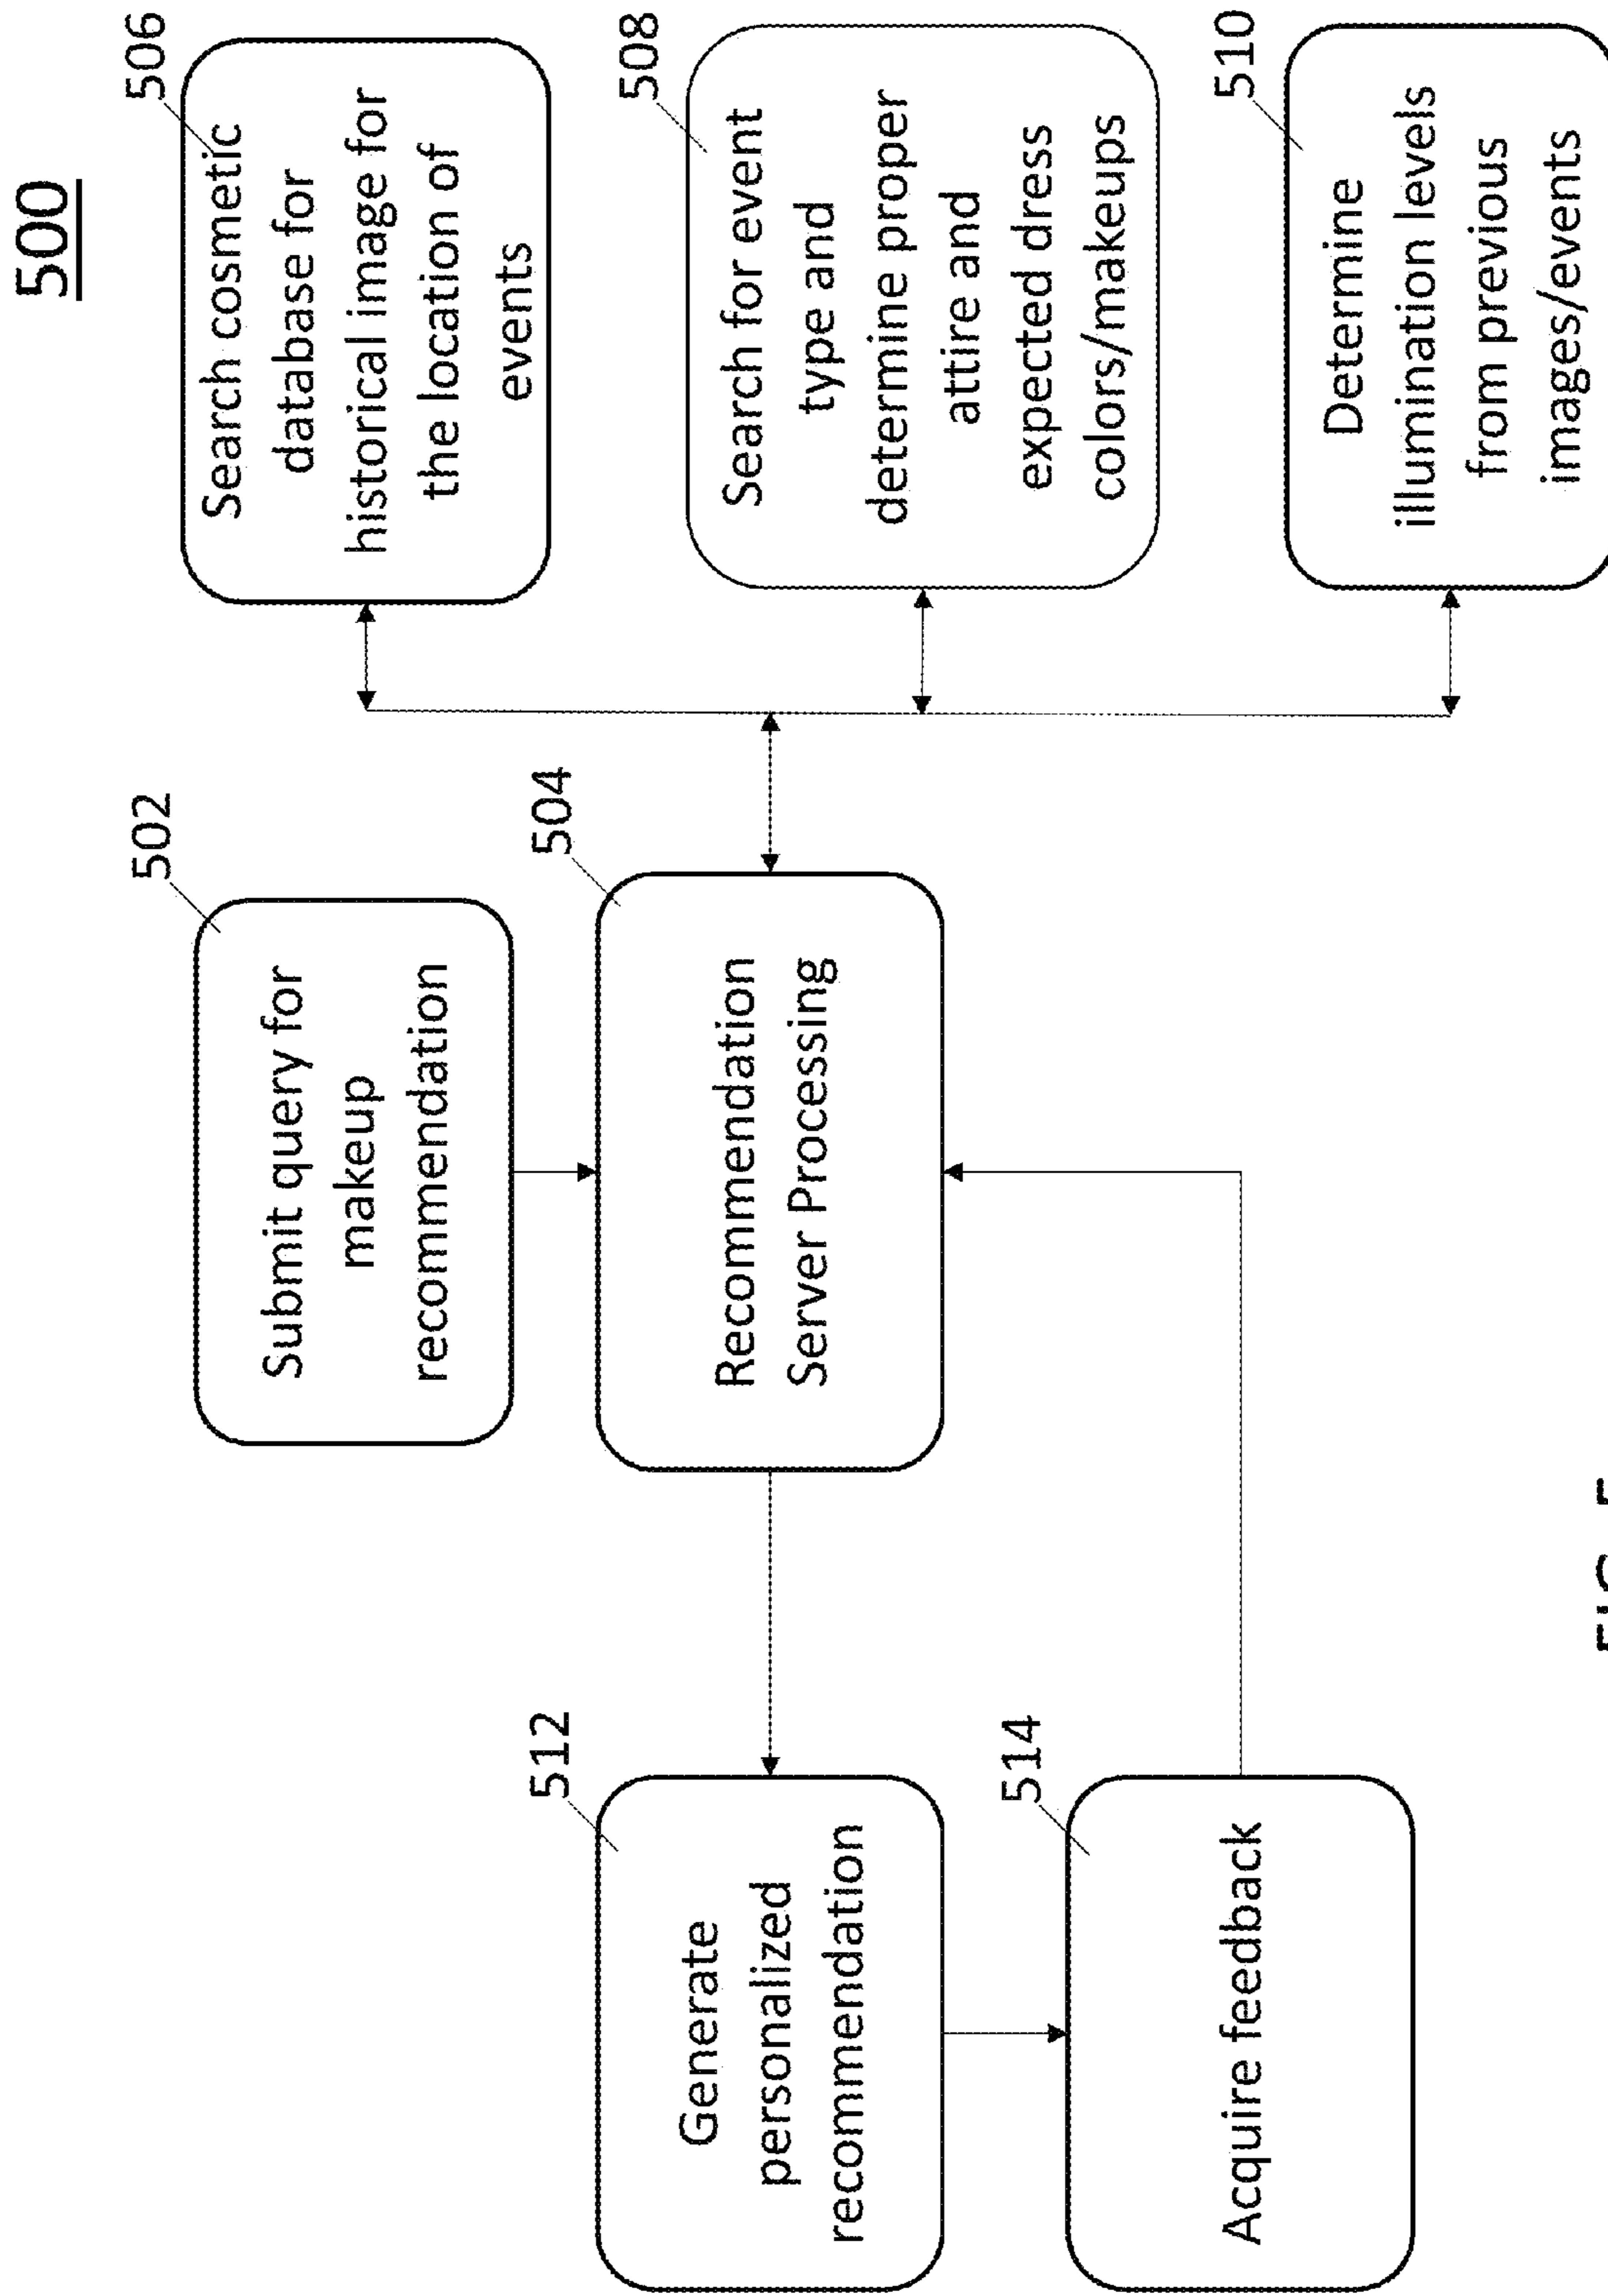 500
502
Submit query for
makeup
recommendation
504
Recommendation
Server Processing
506
Search cosmetic
database for
historical image for
the location of
events
508
Search for event
type and
determine proper
attire and
expected dress
colors/makeups
510
Determine
illumination levels
from previous
images/events
512
Generate
personalized
recommendation
514
Acquire feedback